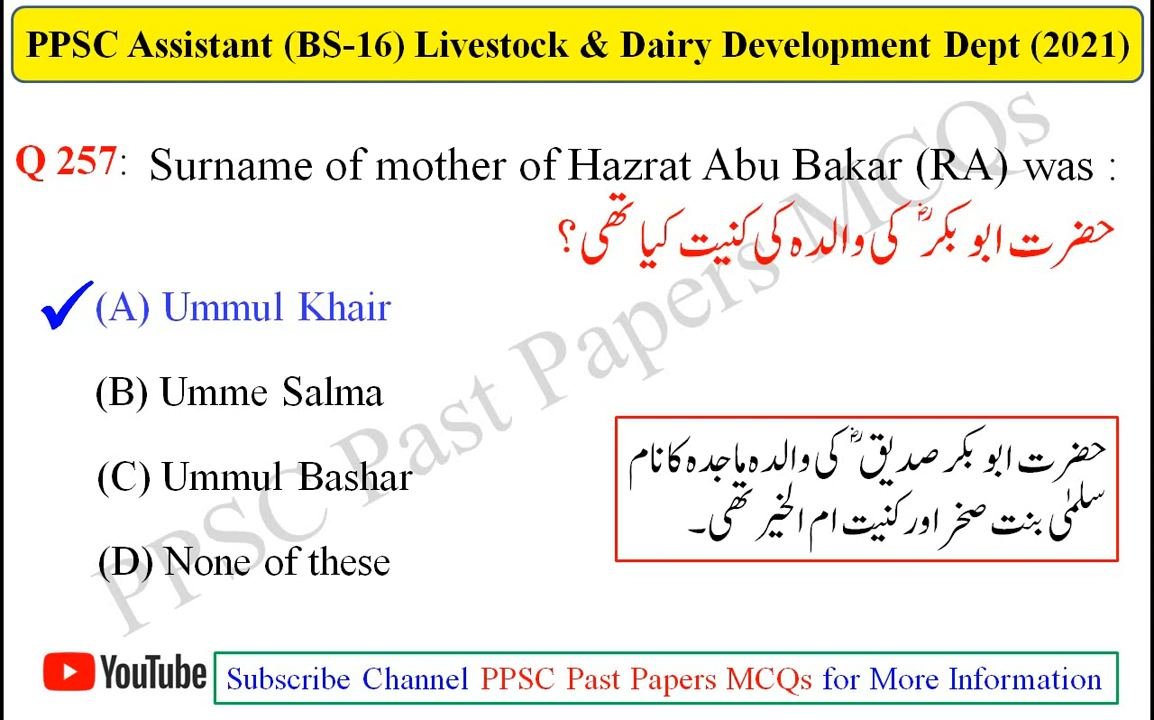 PPSC Assistant (BS-16) Livestock & Dairy Development Dept (2021)
Q 257: Surname of mother of Hazrat Abu Bakar (RA) was :
حضرت ابو بکرؓ کی والدہ کی کنیت کیا تھی؟
(A) Ummul Khair
(B) Umme Salma
(C) Ummul Bashar
(D) None of these
حضرت ابو بکر صدیقؓ کی والدہ ماجدہ کا نام
سلمیٰ بنت صخر اور کنیت ام الخیر تھی۔
PPSC Past Papers MCQs
YouTube
Subscribe Channel PPSC Past Papers MCQs for More Information